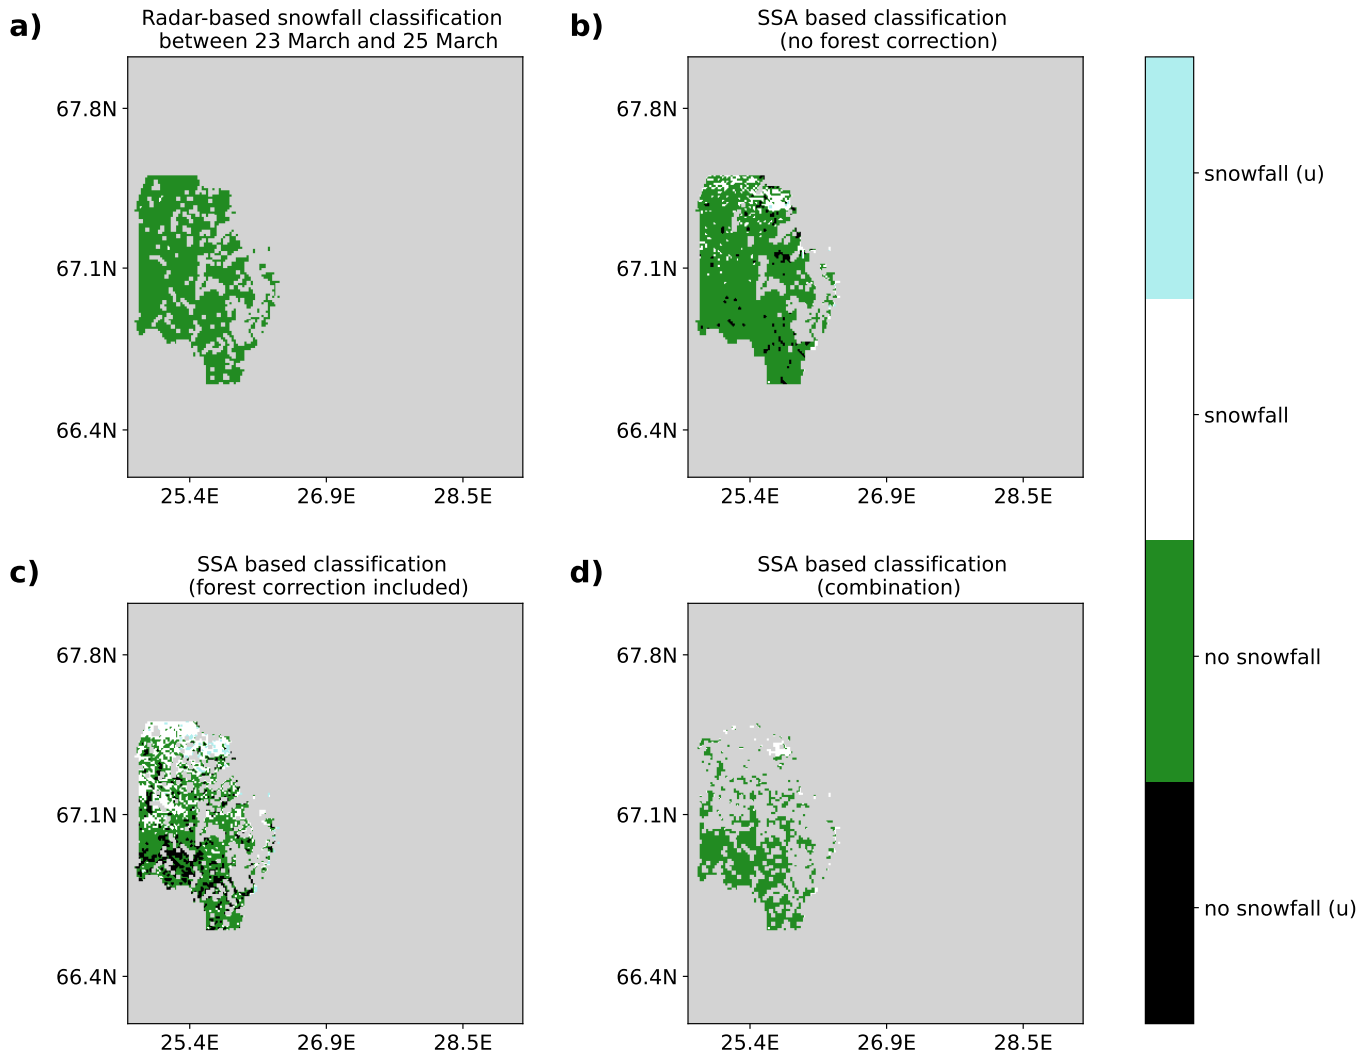 a)
Radar-based snowfall classification
between 23 March and 25 March
67.8N
67.1N
66.4N
25.4E
26.9E
28.5E
b)
SSA based classification
(no forest correction)
67.8N
67.1N
66.4N
25.4E
26.9E
28.5E
c)
SSA based classification
(forest correction included)
67.8N
67.1N
66.4N
25.4E
26.9E
28.5E
d)
SSA based classification
(combination)
67.8N
67.1N
66.4N
25.4E
26.9E
28.5E
snowfall (u)
snowfall
no snowfall
no snowfall (u)